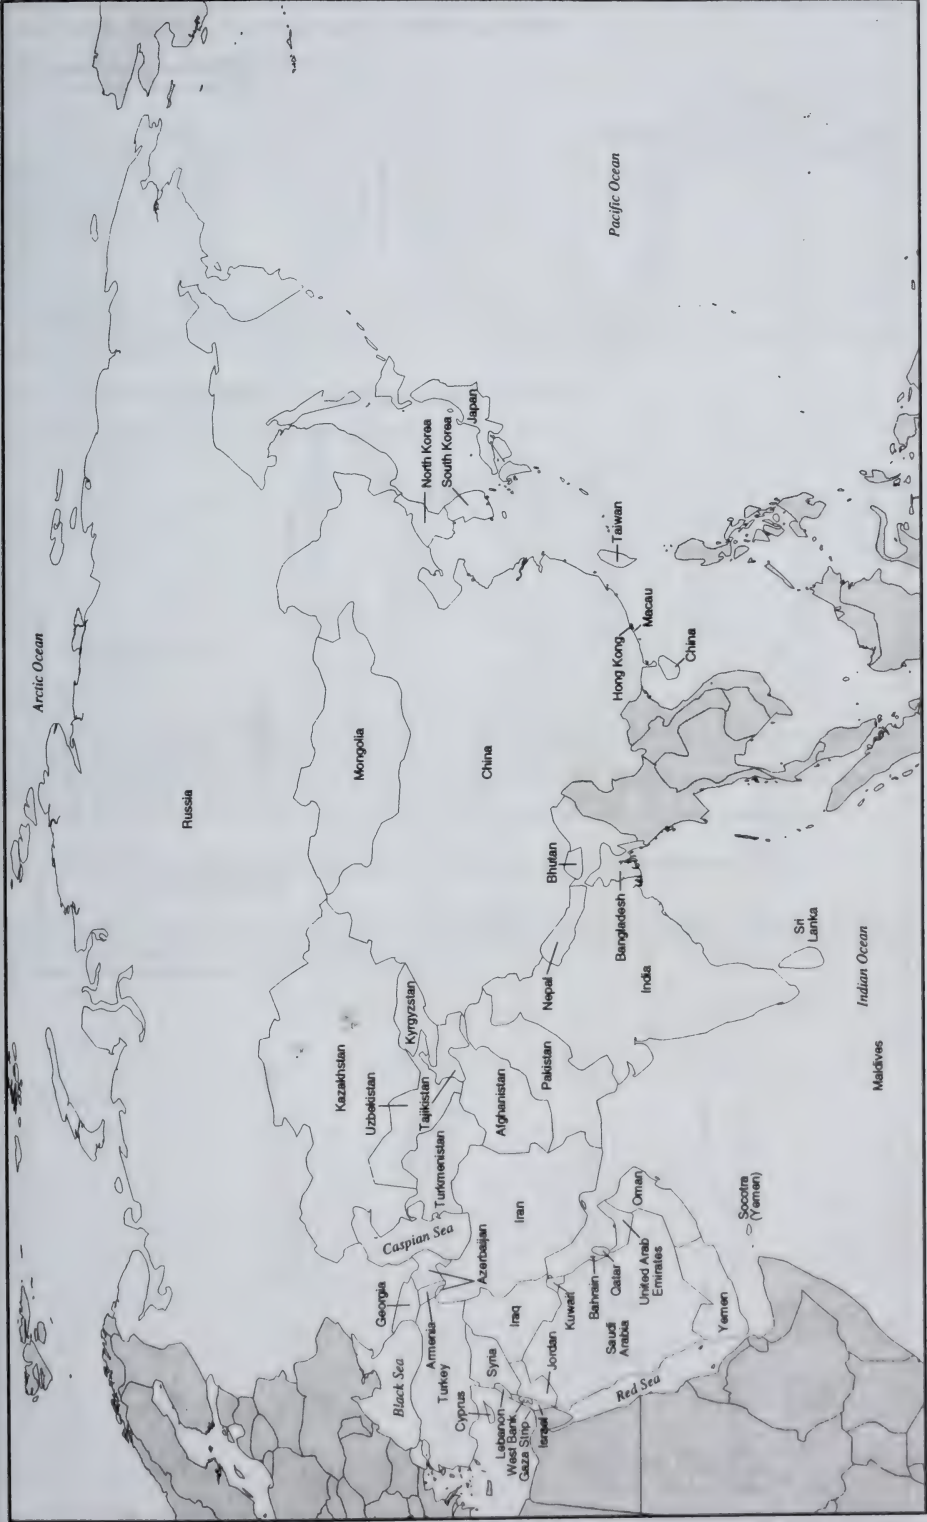 Arctic Ocean
Russia
Kazakhstan
Mongolia
Uzbekistan
Kyrgyzstan
Tajikistan
Turkmenistan
Caspian Sea
Georgia
Black Sea
Armenia
Azerbaijan
Turkey
Cyprus
Syria
Lebanon
West Bank
Gaza Strip
Israel
Iraq
Jordan
Iran
Kuwait
Afghanistan
Pakistan
China
North Korea
South Korea
Japan
Bahrain
Qatar
Saudi
Arabia
United Arab
Emirates
Oman
Yemen
Red Sea
Nepal
Bhutan
Bangladesh
India
Hong Kong
Macau
Taiwan
China
Pacific Ocean
Socotra
(Yemen)
Sri
Lanka
Maldives
Indian Ocean